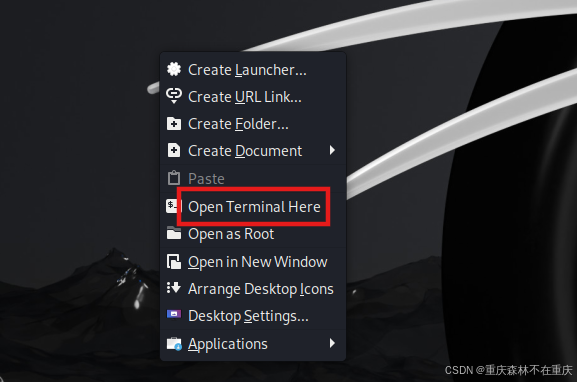 Create Launcher...
Create URL Link...
Create Folder...
Create Document
Paste
$_
Open Terminal Here
Open as Root
Open in New Window
Arrange Desktop Icons
Desktop Settings...
Applications
CSDN @重庆森林不在重庆